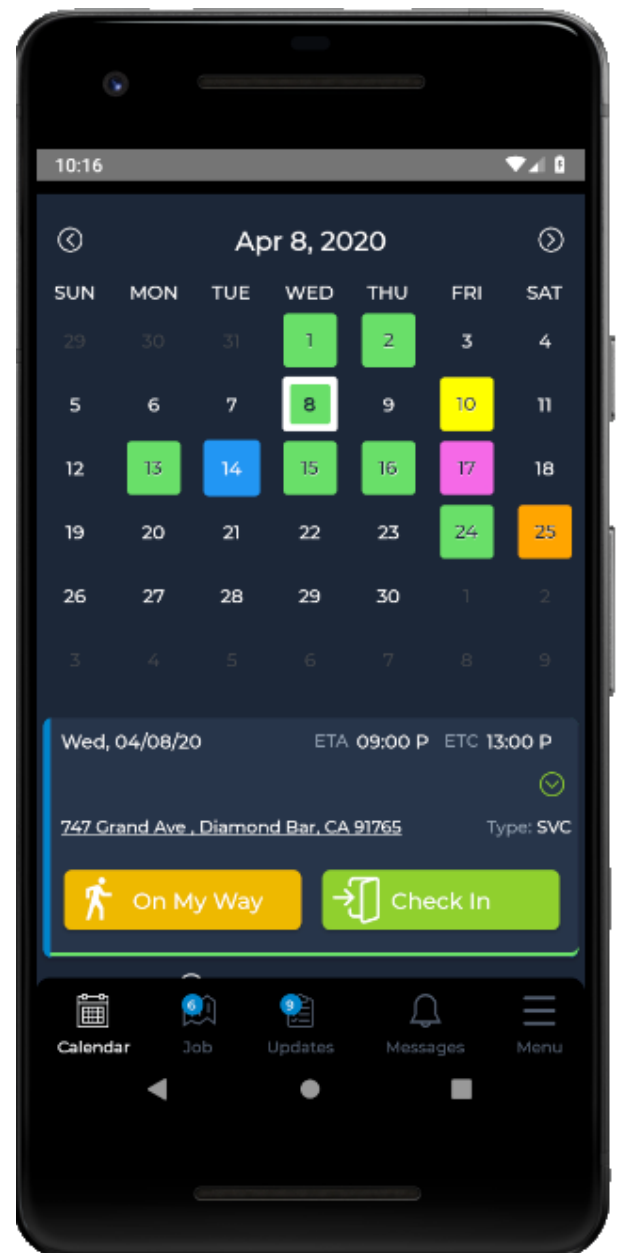 10:16
Apr 8, 2020
SUN MON TUE WED THU FRI SAT
29 30 31 1 2 3 4
5 6 7 8 9 10 11
12 13 14 15 16 17 18
19 20 21 22 23 24 25
26 27 28 29 30 1 2
3 4 5 6 7 8 9
Wed, 04/08/20 ETA 09:00 P ETC 13:00 P
747 Grand Ave , Diamond Bar, CA 91765 Type: SVC
On My Way Check In
6 9
Calendar Job Updates Messages Menu